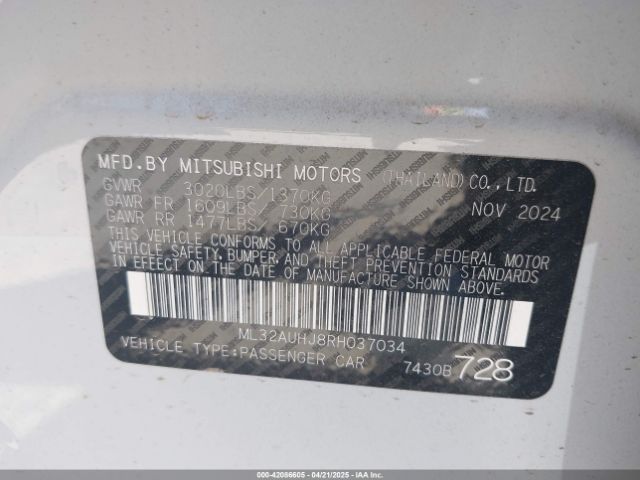 MFD.BY MITSUBISHI MOTORS (THAILAND)CO.,LTD.
GVWR 3020LBS/1370KG
GAWR FR 1609LBS/ 730KG NOV 2024
GAWR RR 1477LBS/ 670KG
THIS VEHICLE CONFORMS TO ALL APPLICABLE FEDERAL MOTOR
VEHICLE SAFETY, BUMPER, AND THEFT PREVENTION STANDARDS
IN EFFECT ON THE DATE OF MANUFACTURE SHOWN ABOVE.
ML32AUHJ8RH037034
VEHICLE TYPE:PASSENGER CAR 7430B 728
000-42086605 - 04/21/2025 - IAAI.COM